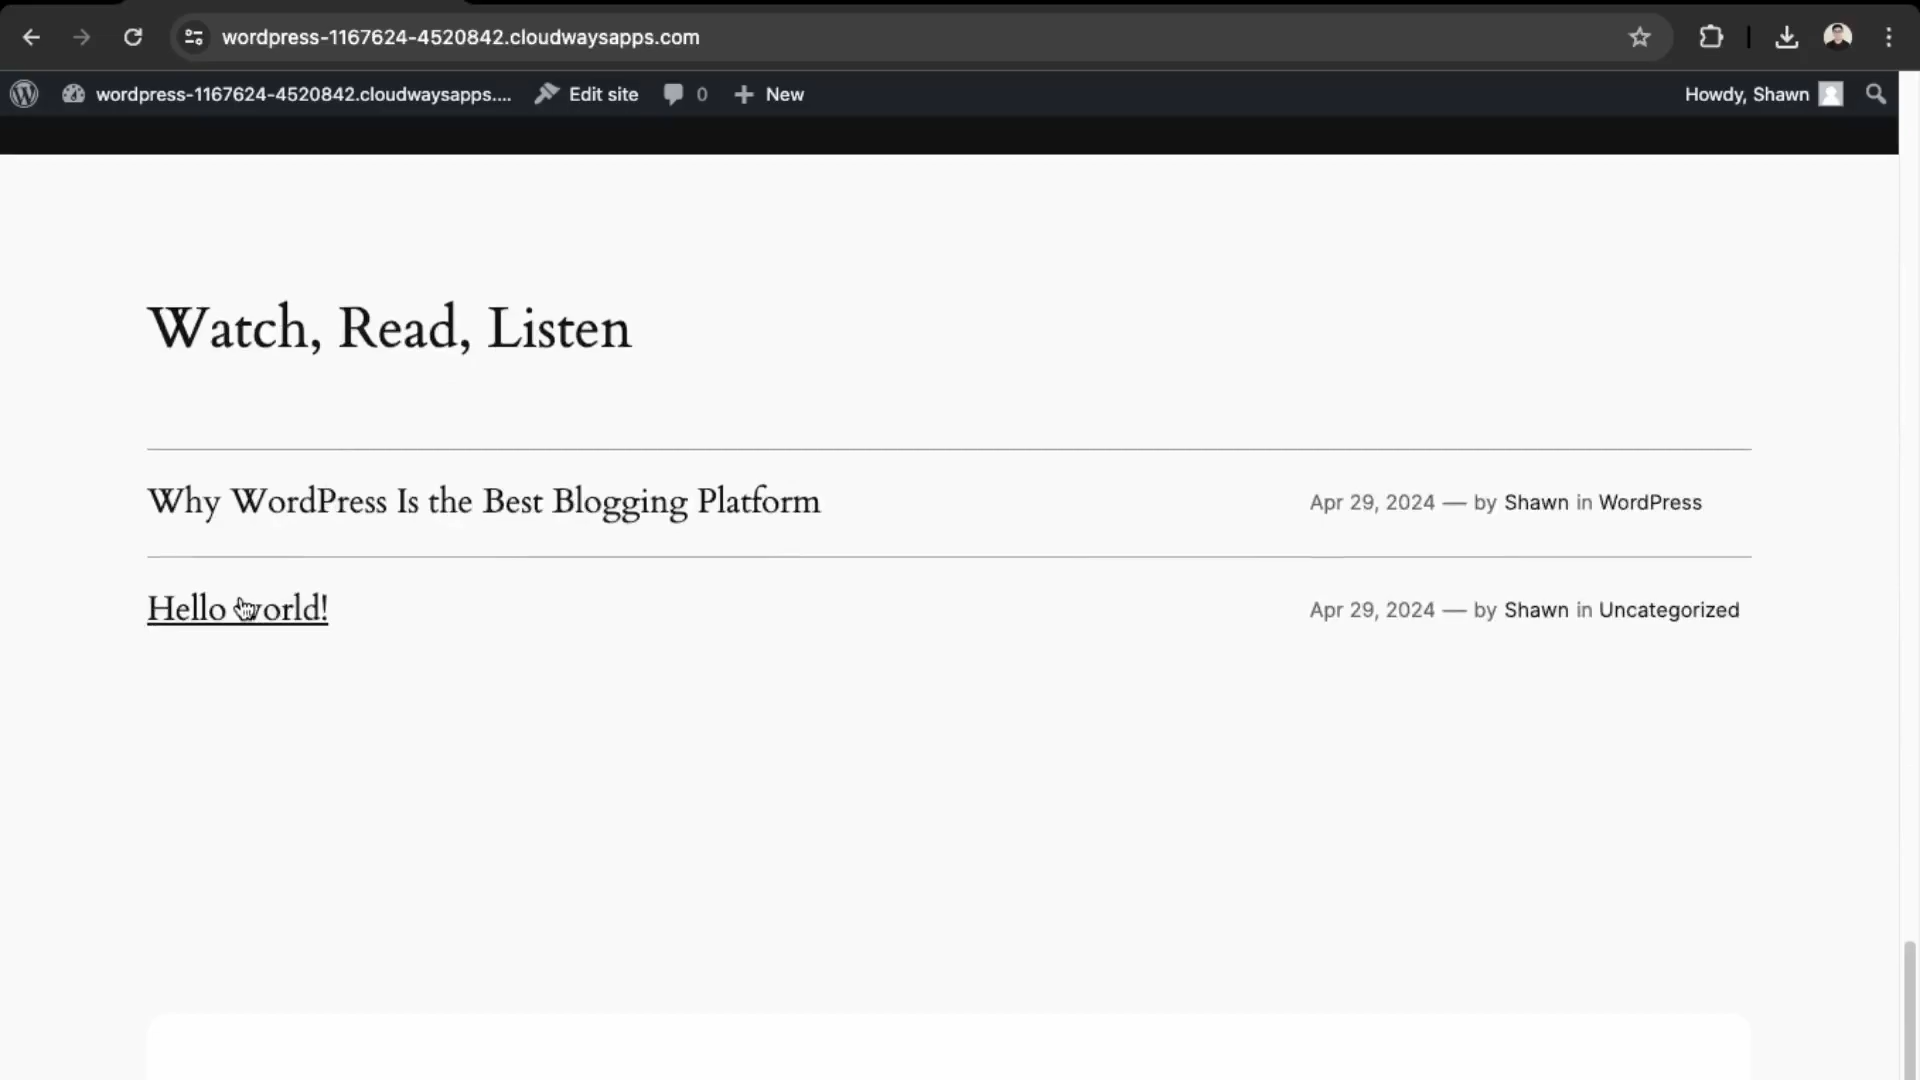 wordpress-1167624-4520842.cloudwaysapps.com
wordpress-1167624-4520842.cloudwaysapps.... Edit site 0 New Howdy, Shawn
Watch, Read, Listen
Why WordPress Is the Best Blogging Platform Apr 29, 2024 — by Shawn in WordPress
Hello world! Apr 29, 2024 — by Shawn in Uncategorized